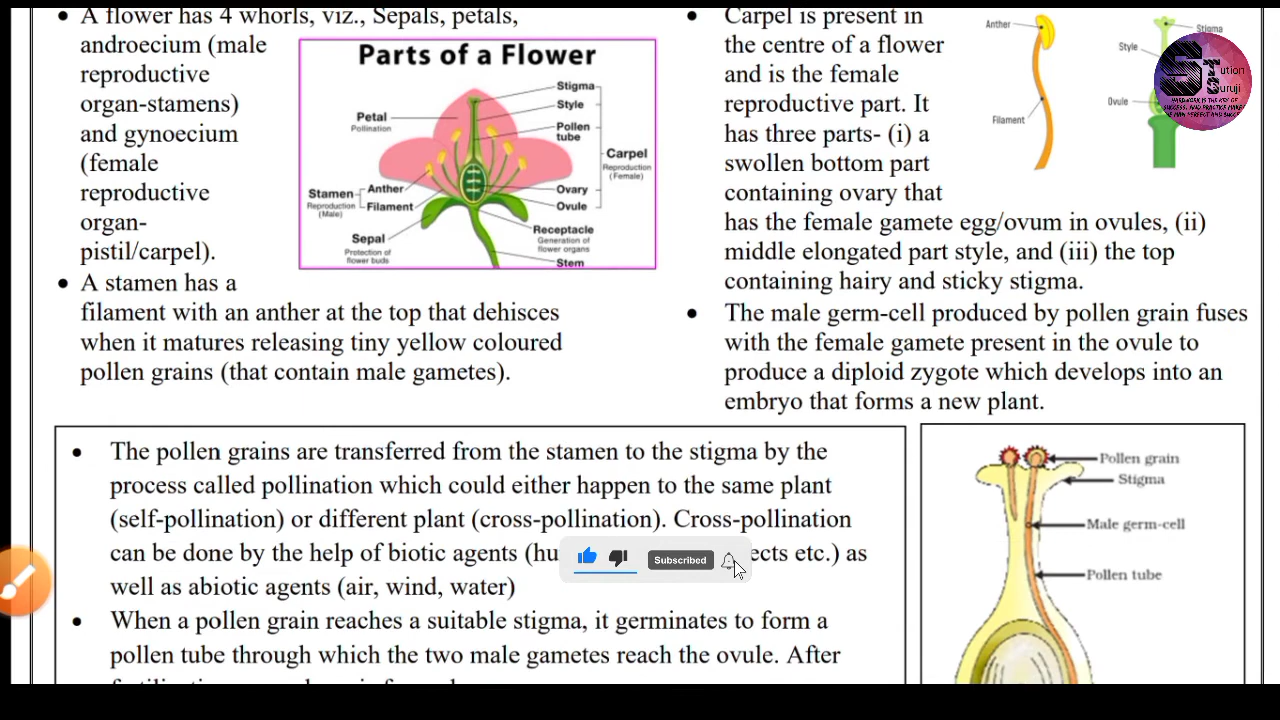 A flower has 4 whorls, viz., Sepals, petals,
androecium (male
reproductive
organ-stamens)
and gynoecium
(female
reproductive
organ-
pistil/carpel).
Parts of a Flower
Stigma
Style
Pollen
tube
Petal
Pollination
Carpel
Reproduction
(Female)
Stamen
Reproduction
(Male)
Anther
Filament
Ovary
Ovule
Sepal
Protection of
flower buds
Receptacle
Generation of
flower organs
Stem
A stamen has a
filament with an anther at the top that dehisces
when it matures releasing tiny yellow coloured
pollen grains (that contain male gametes).
Carpel is present in
the centre of a flower
and is the female
reproductive part. It
has three parts- (i) a
swollen bottom part
containing ovary that
has the female gamete egg/ovum in ovules, (ii)
middle elongated part style, and (iii) the top
containing hairy and sticky stigma.
Anther
Filament
Stigma
Style
Ovule
STution
Guruji
HARDWORK IS THE KEY OF
SUCCESS, AND PRACTICE MAKE
The male germ-cell produced by pollen grain fuses
with the female gamete present in the ovule to
produce a diploid zygote which develops into an
embryo that forms a new plant.
The pollen grains are transferred from the stamen to the stigma by the
process called pollination which could either happen to the same plant
(self-pollination) or different plant (cross-pollination). Cross-pollination
can be done by the help of biotic agents (hu ects etc.) as
Subscribed
well as abiotic agents (air, wind, water)
When a pollen grain reaches a suitable stigma, it germinates to form a
pollen tube through which the two male gametes reach the ovule. After
Pollen grain
Stigma
Male germ-cell
Pollen tube